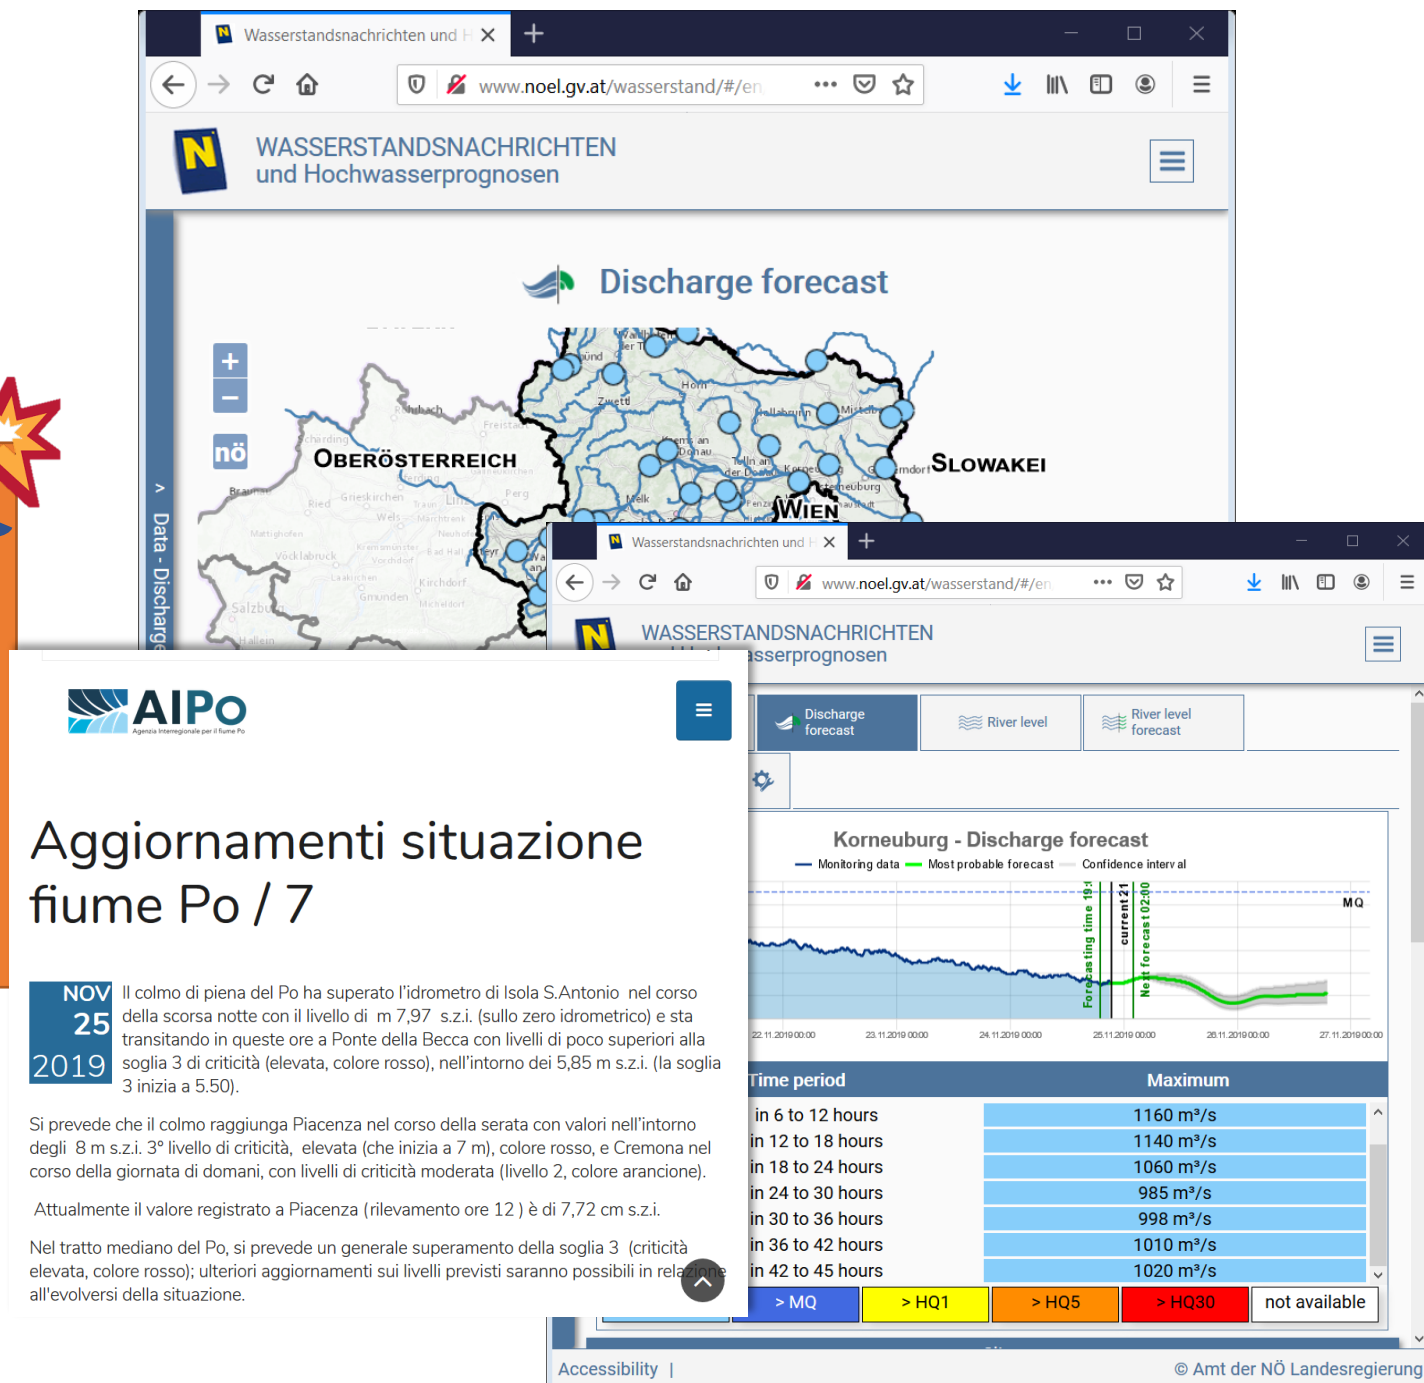 Wasserstandsnachrichten und H
www.noel.gv.at/wasserstand/#/en
N
WASSERSTANDSNACHRICHTEN
und Hochwasserprognosen
Discharge forecast
+
−
nö
Horn
Zwettl
Freistadt
OBERÖSTERREICH
SLOWAKEI
Perg
Ried
Grieskirchen
Wels
Melk
WIEN
Mattighofen
Vöcklabruck
Kirchdorf
Gmunden
Hallein
> Data - Discharge
Wasserstandsnachrichten und H
www.noel.gv.at/wasserstand/#/en
WASSERSTANDSNACHRICHTEN
asserprognosen
Discharge
forecast
River level
River level
forecast
Korneuburg - Discharge forecast
Monitoring data
Most probable forecast
Confidence interval
Forecasting time 19:
current 21
Next forecast 02:00
MQ
22.11.2019 00:00
23.11.2019 00:00
24.11.2019 00:00
25.11.2019 00:00
26.11.2019 00:00
27.11.2019 00:00
Time period Maximum
in 6 to 12 hours 1160 m³/s
in 12 to 18 hours 1140 m³/s
in 18 to 24 hours 1060 m³/s
in 24 to 30 hours 985 m³/s
in 30 to 36 hours 998 m³/s
in 36 to 42 hours 1010 m³/s
in 42 to 45 hours 1020 m³/s
> MQ
> HQ1
> HQ5
> HQ30
not available
Accessibility |
© Amt der NÖ Landesregierung
AIPo
Agenzia Interregionale per il fiume Po
Aggiornamenti situazione
fiume Po / 7
NOV
25
2019
Il colmo di piena del Po ha superato l'idrometro di Isola S.Antonio nel corso
della scorsa notte con il livello di m 7,97 s.z.i. (sullo zero idrometrico) e sta
transitando in queste ore a Ponte della Becca con livelli di poco superiori alla
soglia 3 di criticità (elevata, colore rosso), nell'intorno dei 5,85 m s.z.i. (la soglia
3 inizia a 5.50).
Si prevede che il colmo raggiunga Piacenza nel corso della serata con valori nell'intorno
degli 8 m s.z.i. 3° livello di criticità, elevata (che inizia a 7 m), colore rosso, e Cremona nel
corso della giornata di domani, con livelli di criticità moderata (livello 2, colore arancione).
Attualmente il valore registrato a Piacenza (rilevamento ore 12 ) è di 7,72 cm s.z.i.
Nel tratto mediano del Po, si prevede un generale superamento della soglia 3 (criticità
elevata, colore rosso); ulteriori aggiornamenti sui livelli previsti saranno possibili in relazione
all'evolversi della situazione.